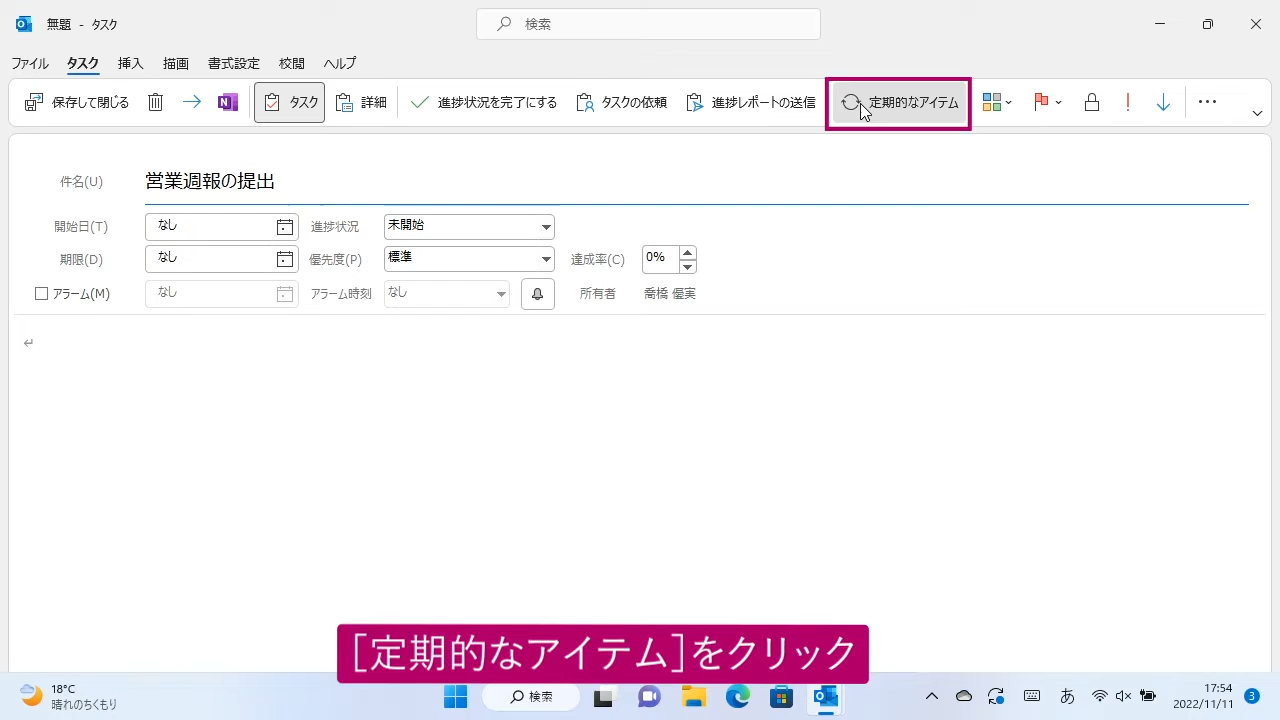 無題 - タスク
検索
ファイル タスク 挿入 描画 書式設定 校閲 ヘルプ
保存して閉じる タスク 詳細 進捗状況を完了にする タスクの依頼 進捗レポートの送信 定期的なアイテム
件名(U) 営業週報の提出
開始日(T) なし 進捗状況 未開始
期限(D) なし 優先度(P) 標準 達成率(C) 0%
アラーム(M) なし アラーム時刻 なし 所有者 喬橋 優実
[定期的なアイテム]をクリック
18°C
晴れのちくもり
検索
あ
17:54
2022/11/11
3